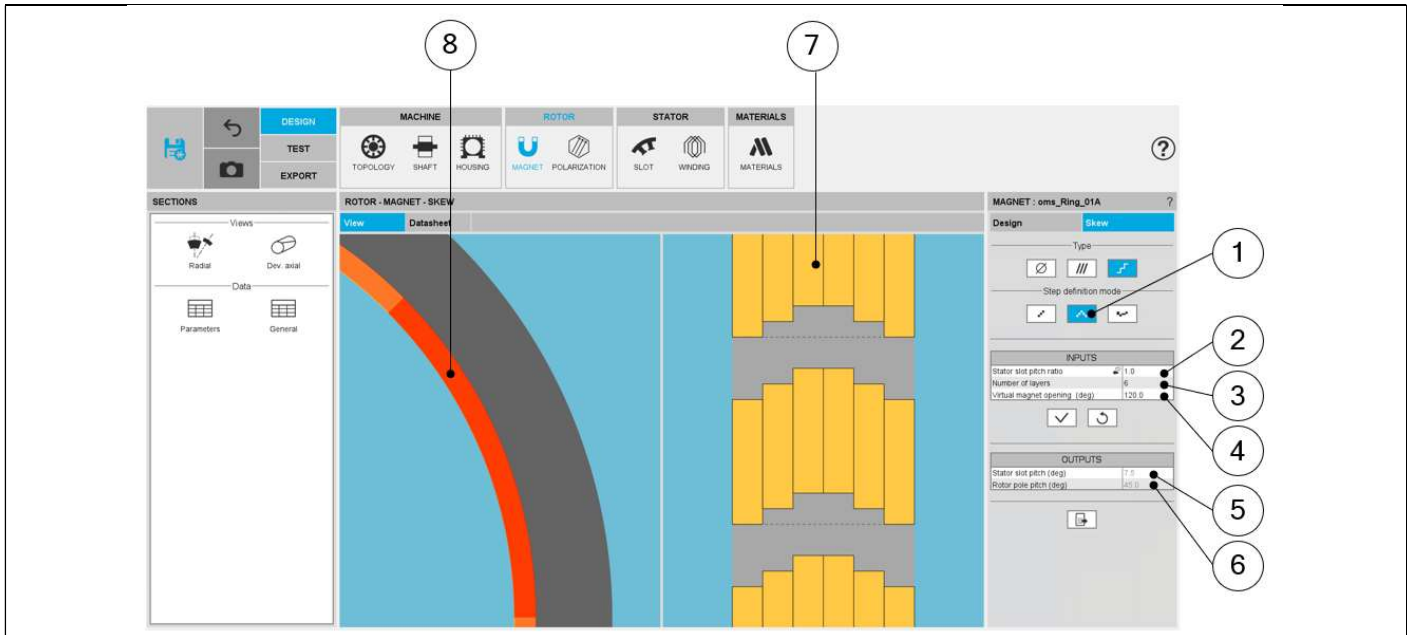 8
7
DESIGN
TEST
EXPORT
MACHINE
TOPOLOGY
SHAFT
HOUSING
ROTOR
MAGNET
POLARIZATION
STATOR
SLOT
WINDING
MATERIALS
MATERIALS
?
SECTIONS
Views
Radial
Dev. axial
Data
Parameters
General
ROTOR - MAGNET - SKEW
View
Datasheet
MAGNET : oms_Ring_01A
?
Design
Skew
Type
Step definition mode
INPUTS
Stator slot pitch ratio 1.0
Number of layers 6
Virtual magnet opening (deg) 120.0
OUTPUTS
Stator slot pitch (deg) 7.5
Rotor pole pitch (deg) 45.0
1
2
3
4
5
6